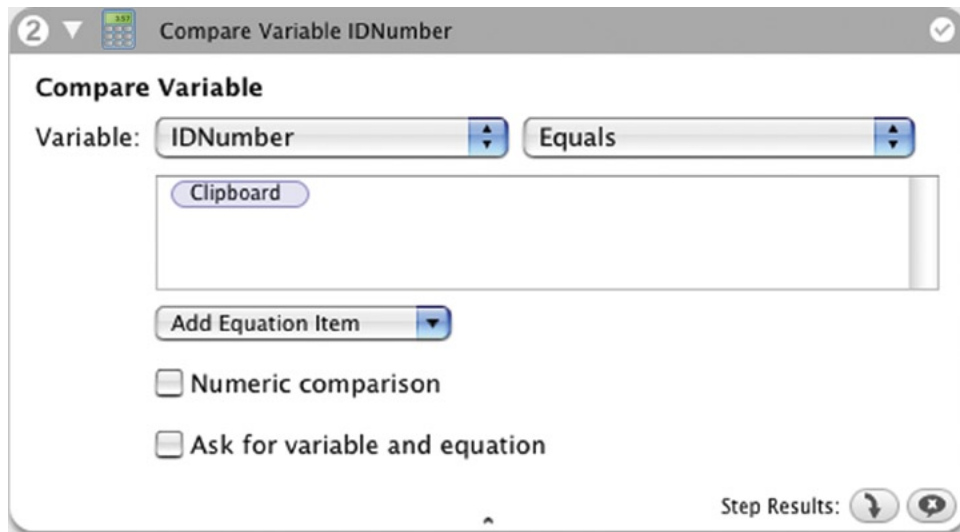 2 Compare Variable IDNumber
Compare Variable
Variable: IDNumber Equals
Clipboard
Add Equation Item
Numeric comparison
Ask for variable and equation
Step Results: